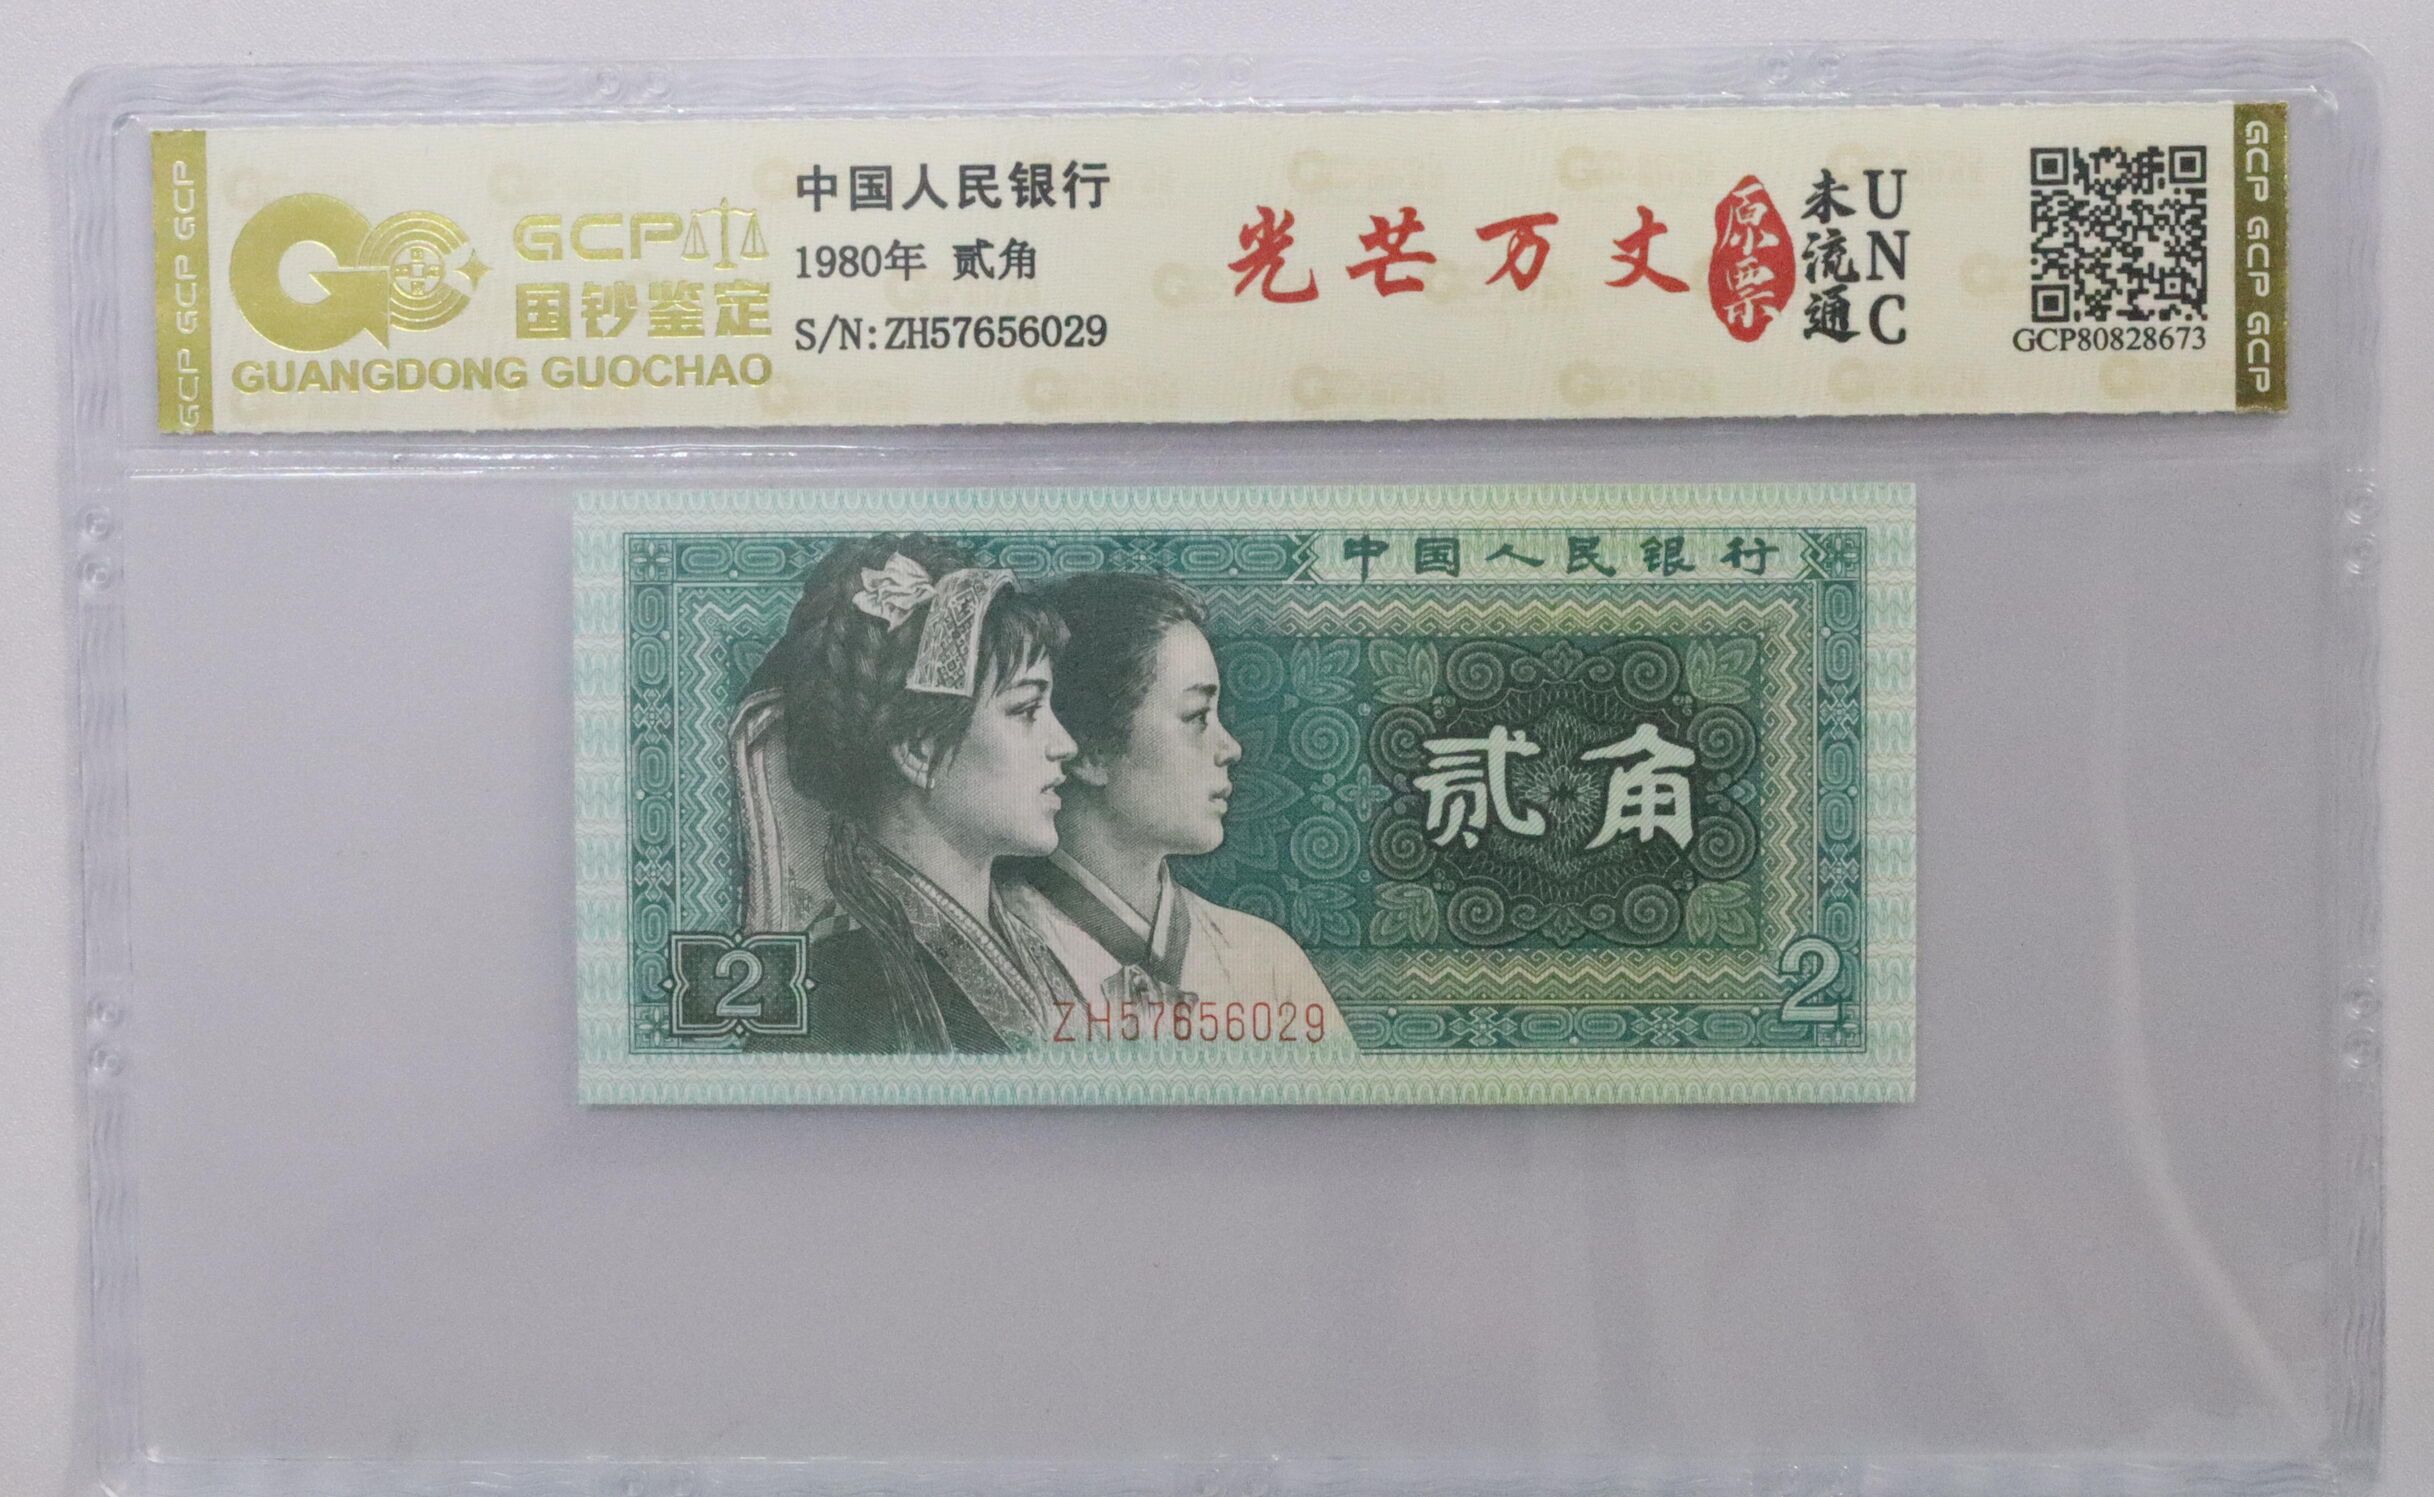 GCP GCP GCP
GCP
国钞鉴定
GUANGDONG GUOCHAO
中国人民银行
1980年 贰角
S/N:ZH57656029
光芒万丈
原票
未流通
UNC
GCP80828673
GCP GCP GCP
中国人民银行
贰角
2
2
ZH57656029